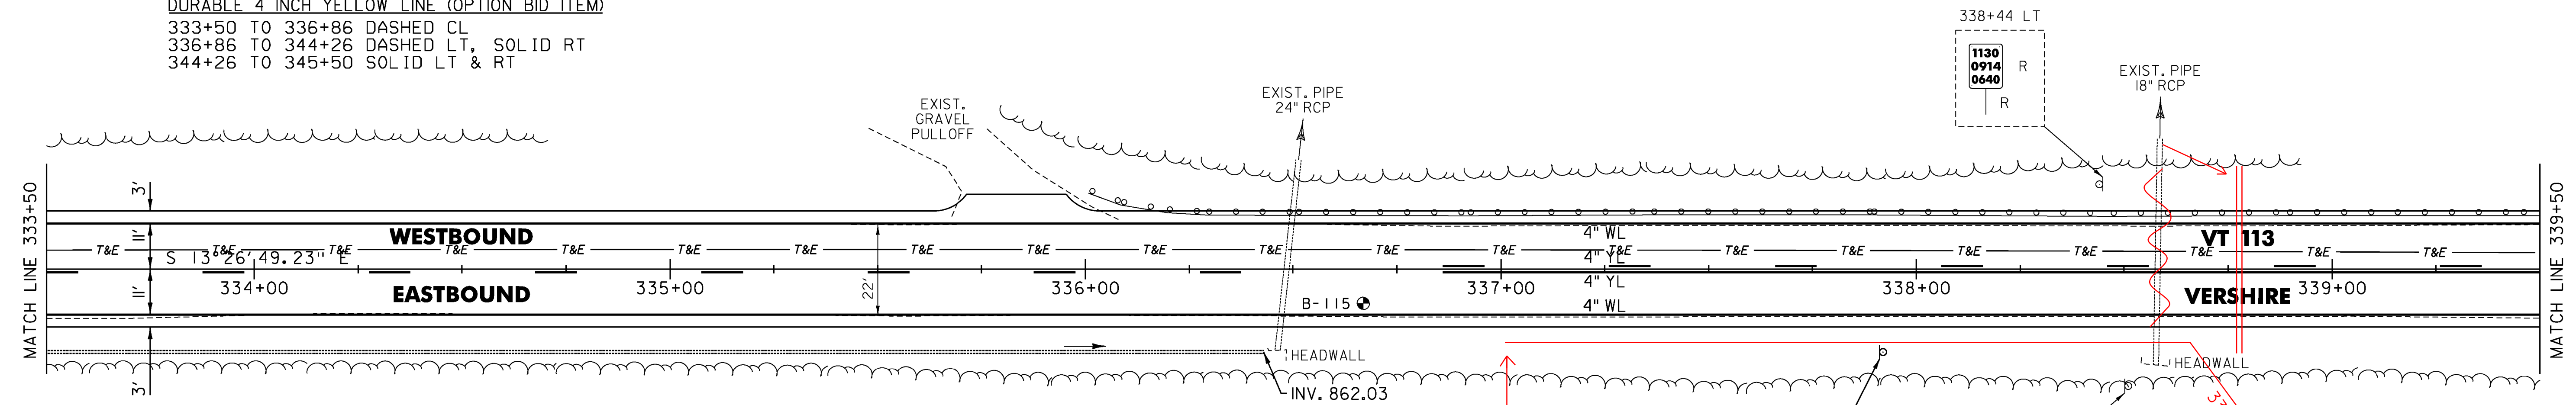 DURABLE 4 INCH YELLOW LINE (OPTION BID ITEM)
333+50 TO 336+86 DASHED CL
336+86 TO 344+26 DASHED LT, SOLID RT
344+26 TO 345+50 SOLID LT & RT
338+44 LT
1130
0914
0640
R
R
EXIST. PIPE
18" RCP
EXIST. PIPE
24" RCP
EXIST.
GRAVEL
PULLOFF
MATCH LINE 333+50
MATCH LINE 339+50
3'
11'
11'
3'
22'
WESTBOUND
VT 113
4" WL
T&E T&E T&E T&E T&E T&E T&E T&E T&E T&E T&E T&E T&E T&E T&E T&E T&E T&E T&E T&E T&E
S 13°26'49.23" E
4" YL
334+00 335+00 336+00 337+00 338+00 339+00
4" YL
EASTBOUND
VERSHIRE
B-115
4" WL
HEADWALL
HEADWALL
INV. 862.03